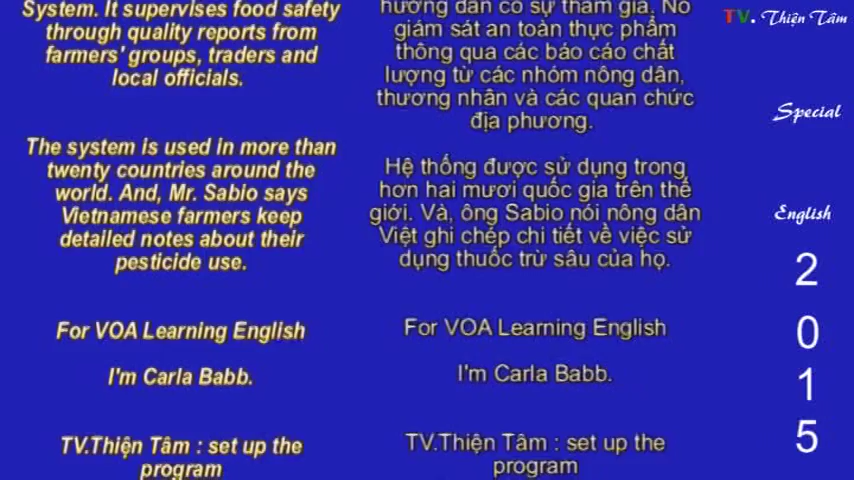 System. It supervises food safety
through quality reports from
farmers' groups, traders and
local officials.
The system is used in more than
twenty countries around the
world. And, Mr. Sabio says
Vietnamese farmers keep
detailed notes about their
pesticide use.
For VOA Learning English
I'm Carla Babb.
TV.Thiện Tâm : set up the
program
hướng dẫn có sự tham gia. Nó
giám sát an toàn thực phẩm
thông qua các báo cáo chất
lượng từ các nhóm nông dân,
thương nhân và các quan chức
địa phương.
Hệ thống được sử dụng trong
hơn hai mươi quốc gia trên thế
giới. Và, ông Sabio nói nông dân
Việt ghi chép chi tiết về việc sử
dụng thuốc trừ sâu của họ.
For VOA Learning English
I'm Carla Babb.
TV.Thiện Tâm : set up the
program
TV. Thiện Tâm
Special
English
2
0
1
5